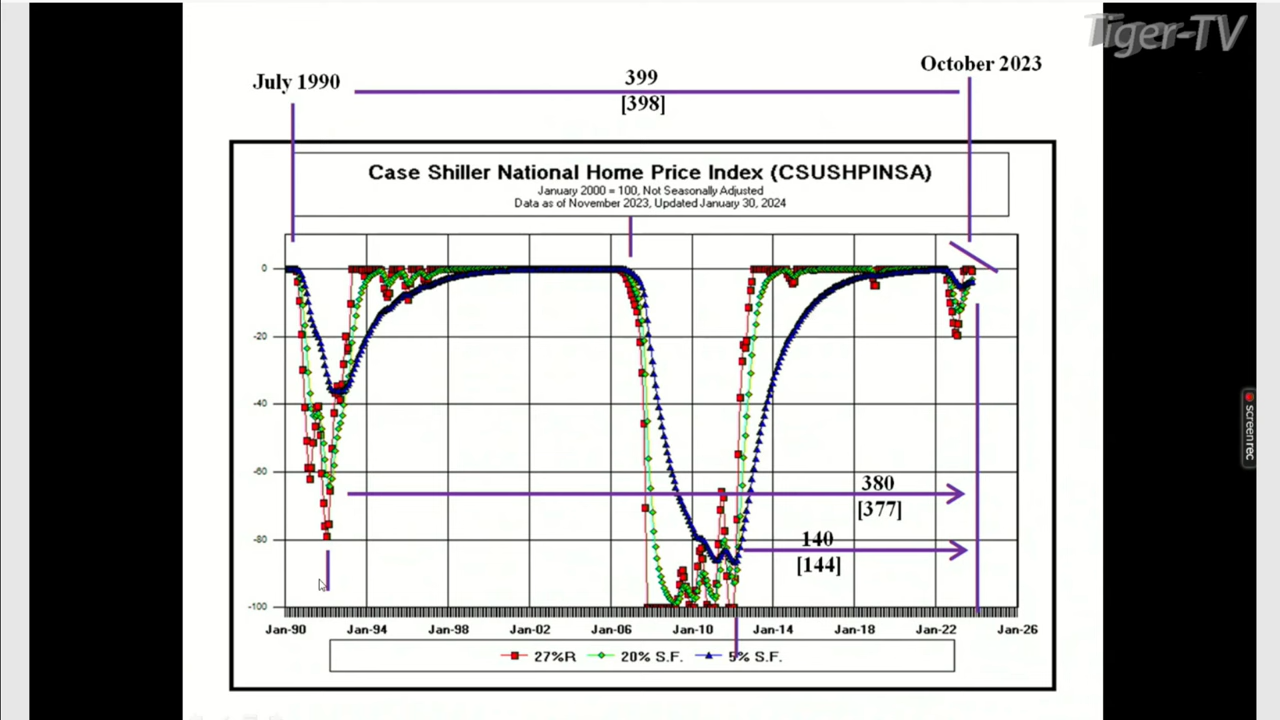 Tiger-TV
July 1990
399
[398]
October 2023
Case Shiller National Home Price Index (CSUSHPINSA)
January 2000 = 100, Not Seasonally Adjusted
Data as of November 2023, Updated January 30, 2024
0
-20
-40
-60
-80
-100
380
[377]
140
[144]
Jan-90 Jan-94 Jan-98 Jan-02 Jan-06 Jan-10 Jan-14 Jan-18 Jan-22 Jan-26
27%R 20% S.F. 5% S.F.
screen rec